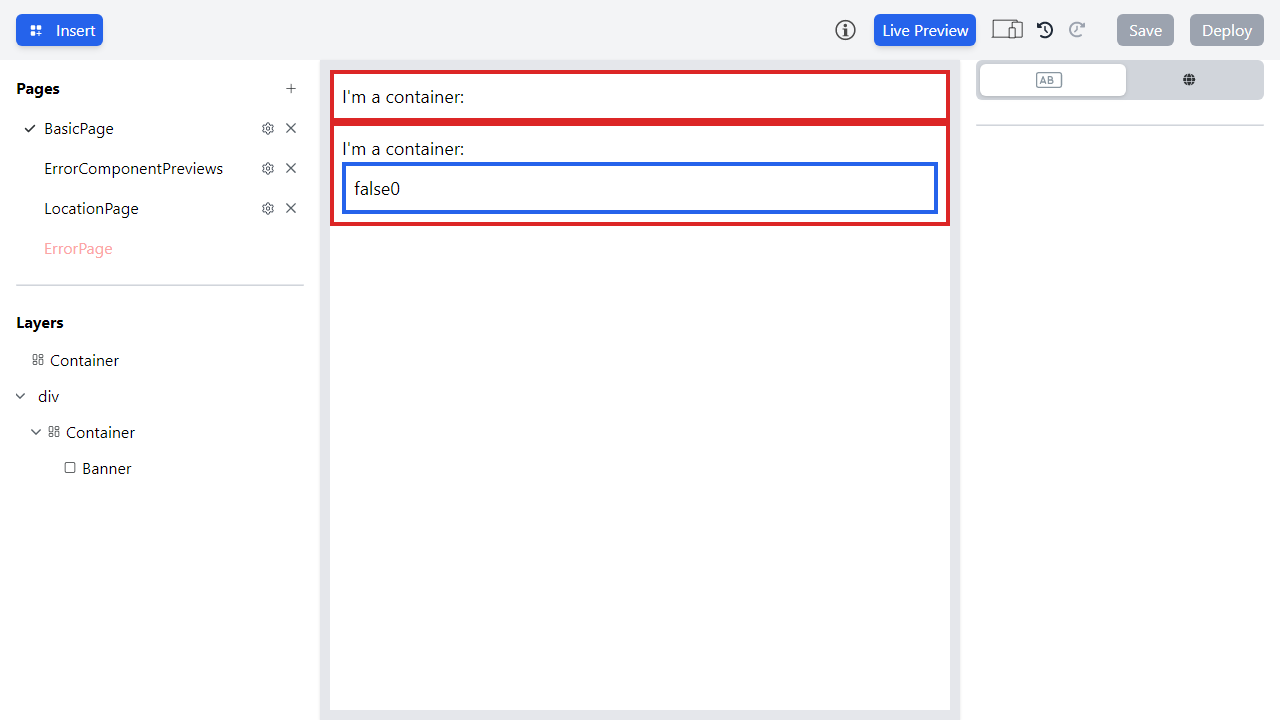 Insert
Live Preview
Save
Deploy
Pages
BasicPage
ErrorComponentPreviews
LocationPage
ErrorPage
Layers
Container
div
Container
Banner
I'm a container:
I'm a container:
false0
AB